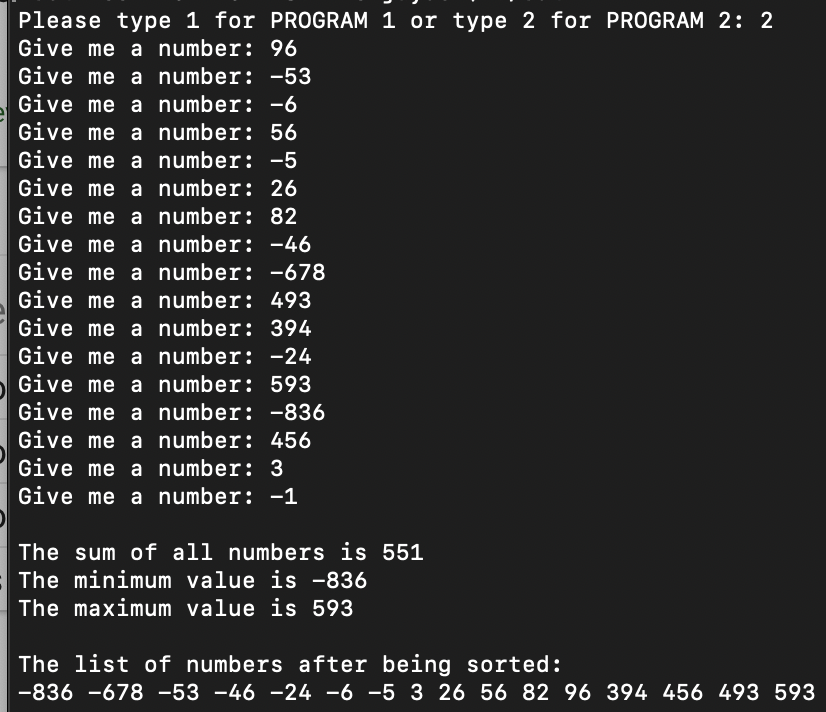 Please type 1 for PROGRAM 1 or type 2 for PROGRAM 2: 2
Give me a number: 96
Give me a number: -53
Give me a number: -6
Give me a number: 56
Give me a number: -5
Give me a number: 26
Give me a number: 82
Give me a number: -46
Give me a number: -678
Give me a number: 493
Give me a number: 394
Give me a number: -24
Give me a number: 593
Give me a number: -836
Give me a number: 456
Give me a number: 3
Give me a number: -1
The sum of all numbers is 551
The minimum value is -836
The maximum value is 593
The list of numbers after being sorted:
-836 -678 -53 -46 -24 -6 -5 3 26 56 82 96 394 456 493 593